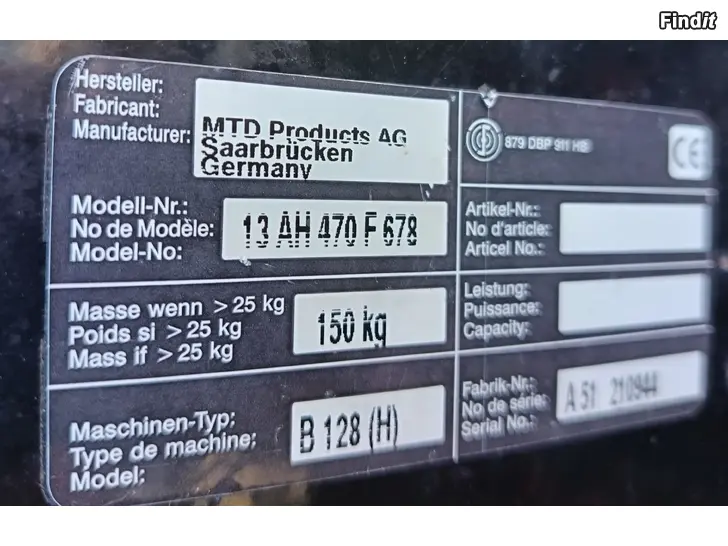 Findit
Hersteller:
Fabricant:
Manufacturer:
MTD Products AG
Saarbrücken
Germany
879 DBP 911 HB
CE
Modell-Nr.:
No de Modèle:
Model-No:
13 AH 470 F 678
Artikel-Nr.:
No d'article:
Articel No.:
Masse wenn > 25 kg
Poids si > 25 kg
Mass if > 25 kg
150 kg
Leistung:
Puissance:
Capacity:
Maschinen-Typ:
Type de machine:
Model:
B 128 (H)
Fabrik-Nr.:
No de série:
Serial No.:
A 51 210944